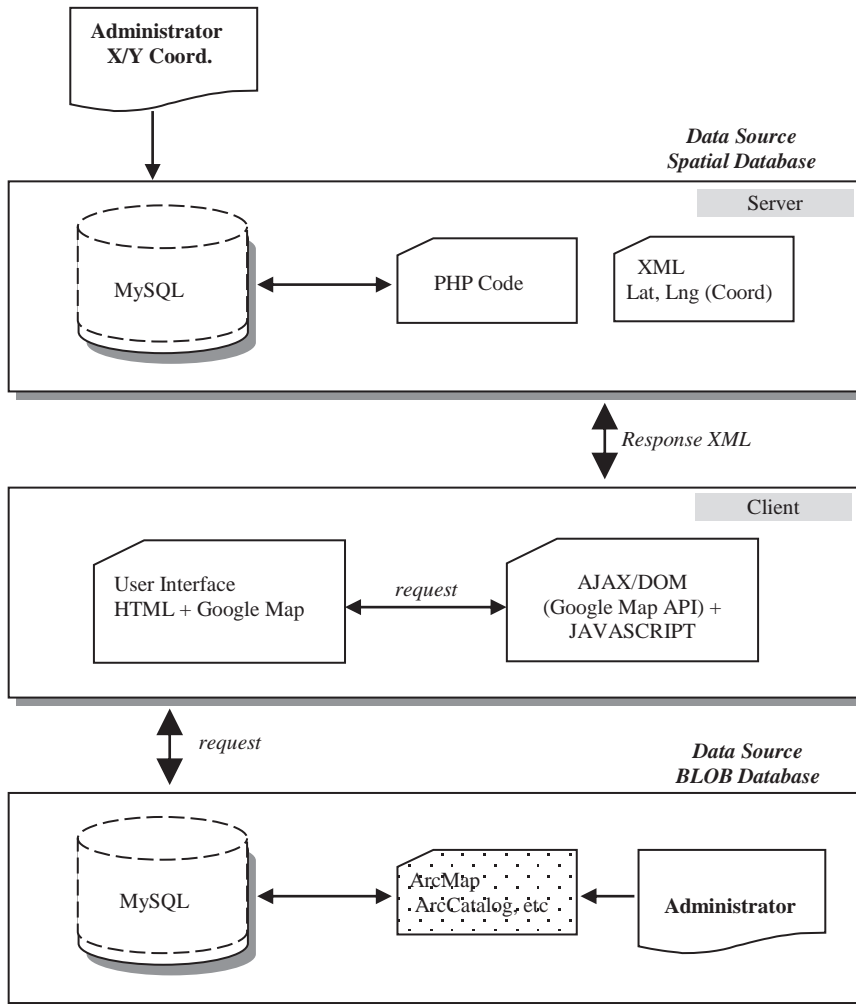 Administrator
X/Y Coord.
Data Source
Spatial Database
Server
MySQL
PHP Code
XML
Lat, Lng (Coord)
Response XML
Client
User Interface
HTML + Google Map
request
AJAX/DOM
(Google Map API) +
JAVASCRIPT
request
Data Source
BLOB Database
MySQL
ArcMap
ArcCatalog, etc
Administrator